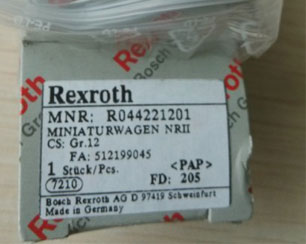 Rexroth
MNR: R044221201
MINIATURWAGEN NRII
CS: Gr.12
FA: 512199045
1 Stück/Pcs. <PAP>
7210 FD: 205
Bosch Rexroth AG D 97419 Schweinfurt
Made in Germany